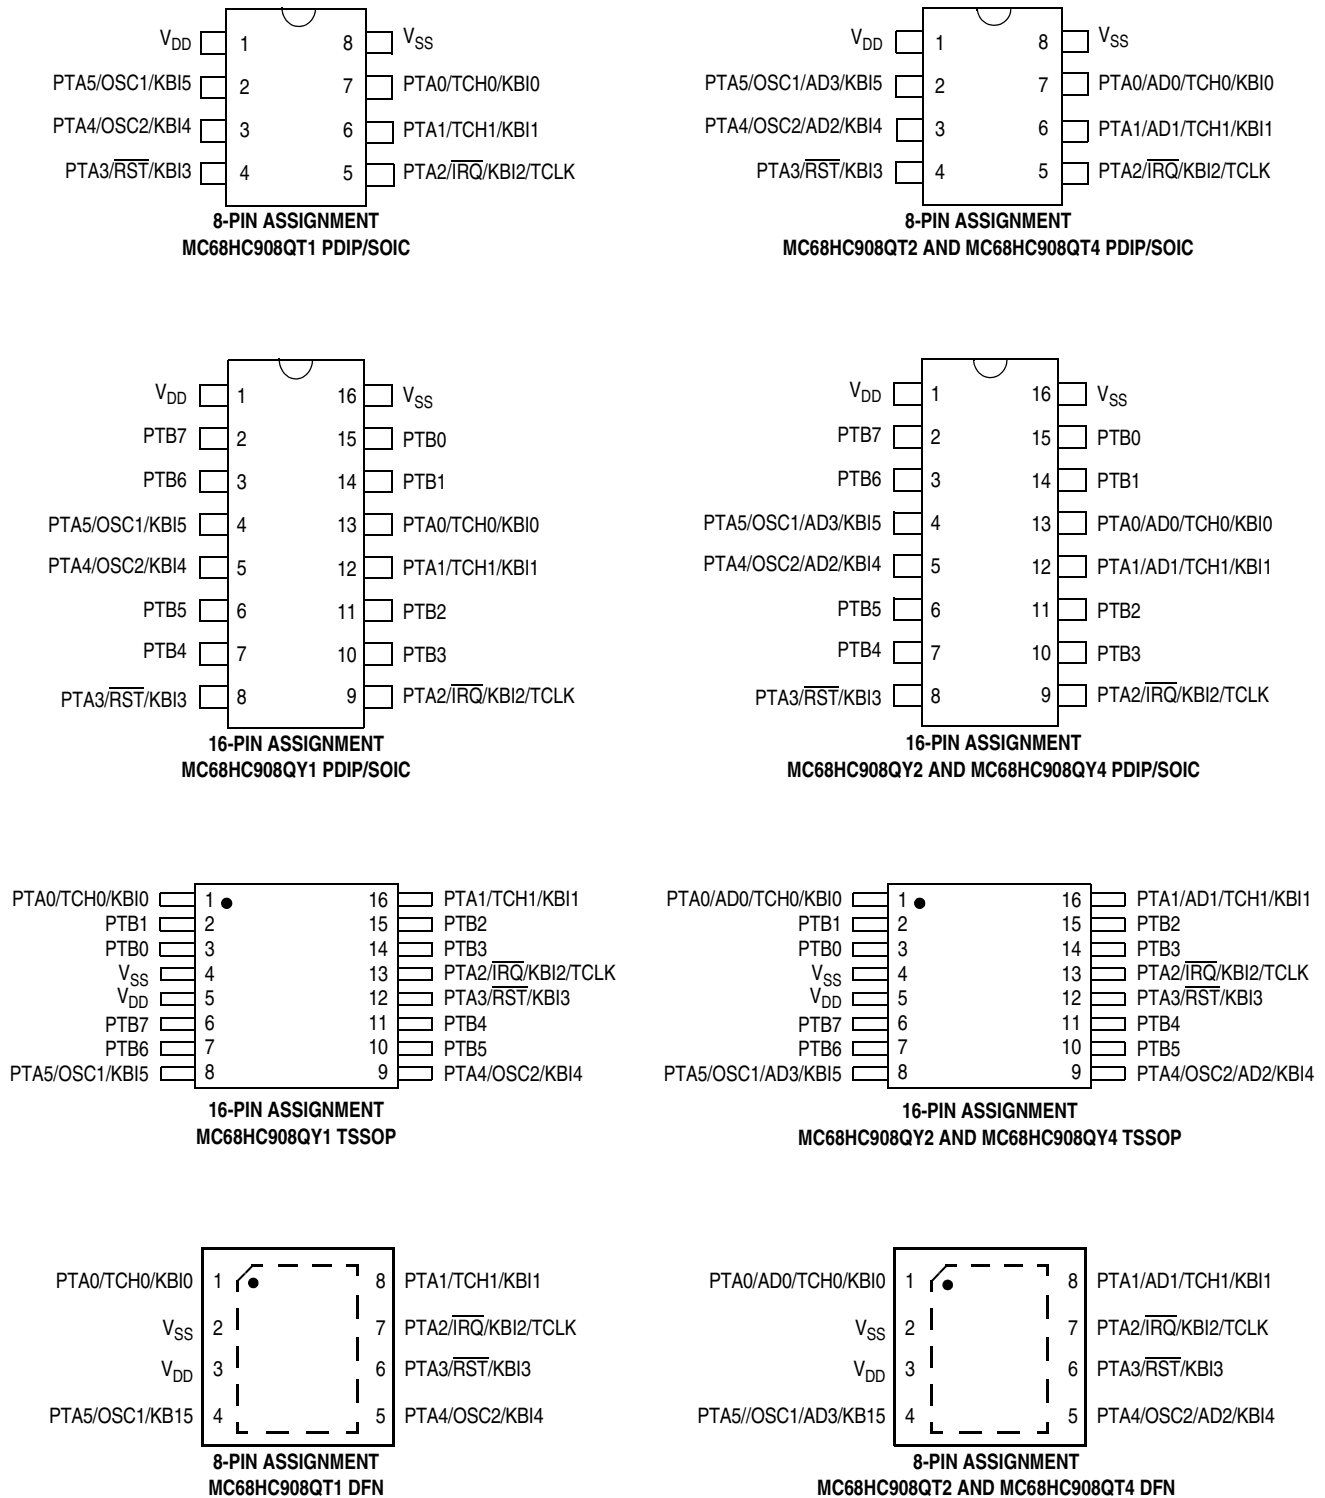 VDD 1 8 VSS
PTA5/OSC1/KBI5 2 7 PTA0/TCH0/KBI0
PTA4/OSC2/KBI4 3 6 PTA1/TCH1/KBI1
PTA3/RST/KBI3 4 5 PTA2/IRQ/KBI2/TCLK
8-PIN ASSIGNMENT
MC68HC908QT1 PDIP/SOIC
VDD 1 8 VSS
PTA5/OSC1/AD3/KBI5 2 7 PTA0/AD0/TCH0/KBI0
PTA4/OSC2/AD2/KBI4 3 6 PTA1/AD1/TCH1/KBI1
PTA3/RST/KBI3 4 5 PTA2/IRQ/KBI2/TCLK
8-PIN ASSIGNMENT
MC68HC908QT2 AND MC68HC908QT4 PDIP/SOIC
VDD 1 16 VSS
PTB7 2 15 PTB0
PTB6 3 14 PTB1
PTA5/OSC1/KBI5 4 13 PTA0/TCH0/KBI0
PTA4/OSC2/KBI4 5 12 PTA1/TCH1/KBI1
PTB5 6 11 PTB2
PTB4 7 10 PTB3
PTA3/RST/KBI3 8 9 PTA2/IRQ/KBI2/TCLK
16-PIN ASSIGNMENT
MC68HC908QY1 PDIP/SOIC
VDD 1 16 VSS
PTB7 2 15 PTB0
PTB6 3 14 PTB1
PTA5/OSC1/AD3/KBI5 4 13 PTA0/AD0/TCH0/KBI0
PTA4/OSC2/AD2/KBI4 5 12 PTA1/AD1/TCH1/KBI1
PTB5 6 11 PTB2
PTB4 7 10 PTB3
PTA3/RST/KBI3 8 9 PTA2/IRQ/KBI2/TCLK
16-PIN ASSIGNMENT
MC68HC908QY2 AND MC68HC908QY4 PDIP/SOIC
PTA0/TCH0/KBI0 1 16 PTA1/TCH1/KBI1
PTB1 2 15 PTB2
PTB0 3 14 PTB3
VSS 4 13 PTA2/IRQ/KBI2/TCLK
VDD 5 12 PTA3/RST/KBI3
PTB7 6 11 PTB4
PTB6 7 10 PTB5
PTA5/OSC1/KBI5 8 9 PTA4/OSC2/KBI4
16-PIN ASSIGNMENT
MC68HC908QY1 TSSOP
PTA0/AD0/TCH0/KBI0 1 16 PTA1/AD1/TCH1/KBI1
PTB1 2 15 PTB2
PTB0 3 14 PTB3
VSS 4 13 PTA2/IRQ/KBI2/TCLK
VDD 5 12 PTA3/RST/KBI3
PTB7 6 11 PTB4
PTB6 7 10 PTB5
PTA5/OSC1/AD3/KBI5 8 9 PTA4/OSC2/AD2/KBI4
16-PIN ASSIGNMENT
MC68HC908QY2 AND MC68HC908QY4 TSSOP
PTA0/TCH0/KBI0 1 8 PTA1/TCH1/KBI1
VSS 2 7 PTA2/IRQ/KBI2/TCLK
VDD 3 6 PTA3/RST/KBI3
PTA5/OSC1/KB15 4 5 PTA4/OSC2/KBI4
8-PIN ASSIGNMENT
MC68HC908QT1 DFN
PTA0/AD0/TCH0/KBI0 1 8 PTA1/AD1/TCH1/KBI1
VSS 2 7 PTA2/IRQ/KBI2/TCLK
VDD 3 6 PTA3/RST/KBI3
PTA5//OSC1/AD3/KB15 4 5 PTA4/OSC2/AD2/KBI4
8-PIN ASSIGNMENT
MC68HC908QT2 AND MC68HC908QT4 DFN